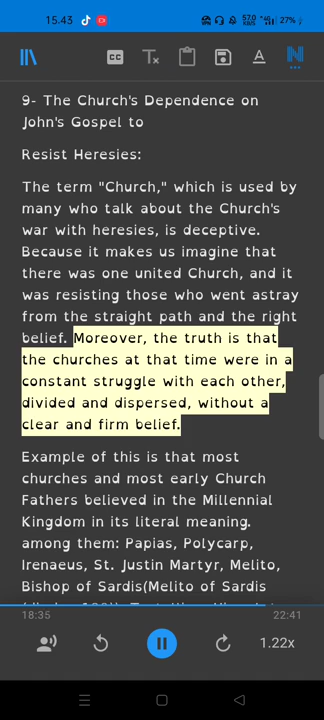 15.43
57.0 KB/S
4G
27%
CC
T
A
N
9- The Church's Dependence on
John's Gospel to
Resist Heresies:
The term "Church," which is used by
many who talk about the Church's
war with heresies, is deceptive.
Because it makes us imagine that
there was one united Church, and it
was resisting those who went astray
from the straight path and the right
belief. Moreover, the truth is that
the churches at that time were in a
constant struggle with each other,
divided and dispersed, without a
clear and firm belief.
Example of this is that most
churches and most early Church
Fathers believed in the Millennial
Kingdom in its literal meaning.
among them: Papias, Polycarp,
Irenaeus, St. Justin Martyr, Melito,
Bishop of Sardis(Melito of Sardis
18:35
22:41
1.22x